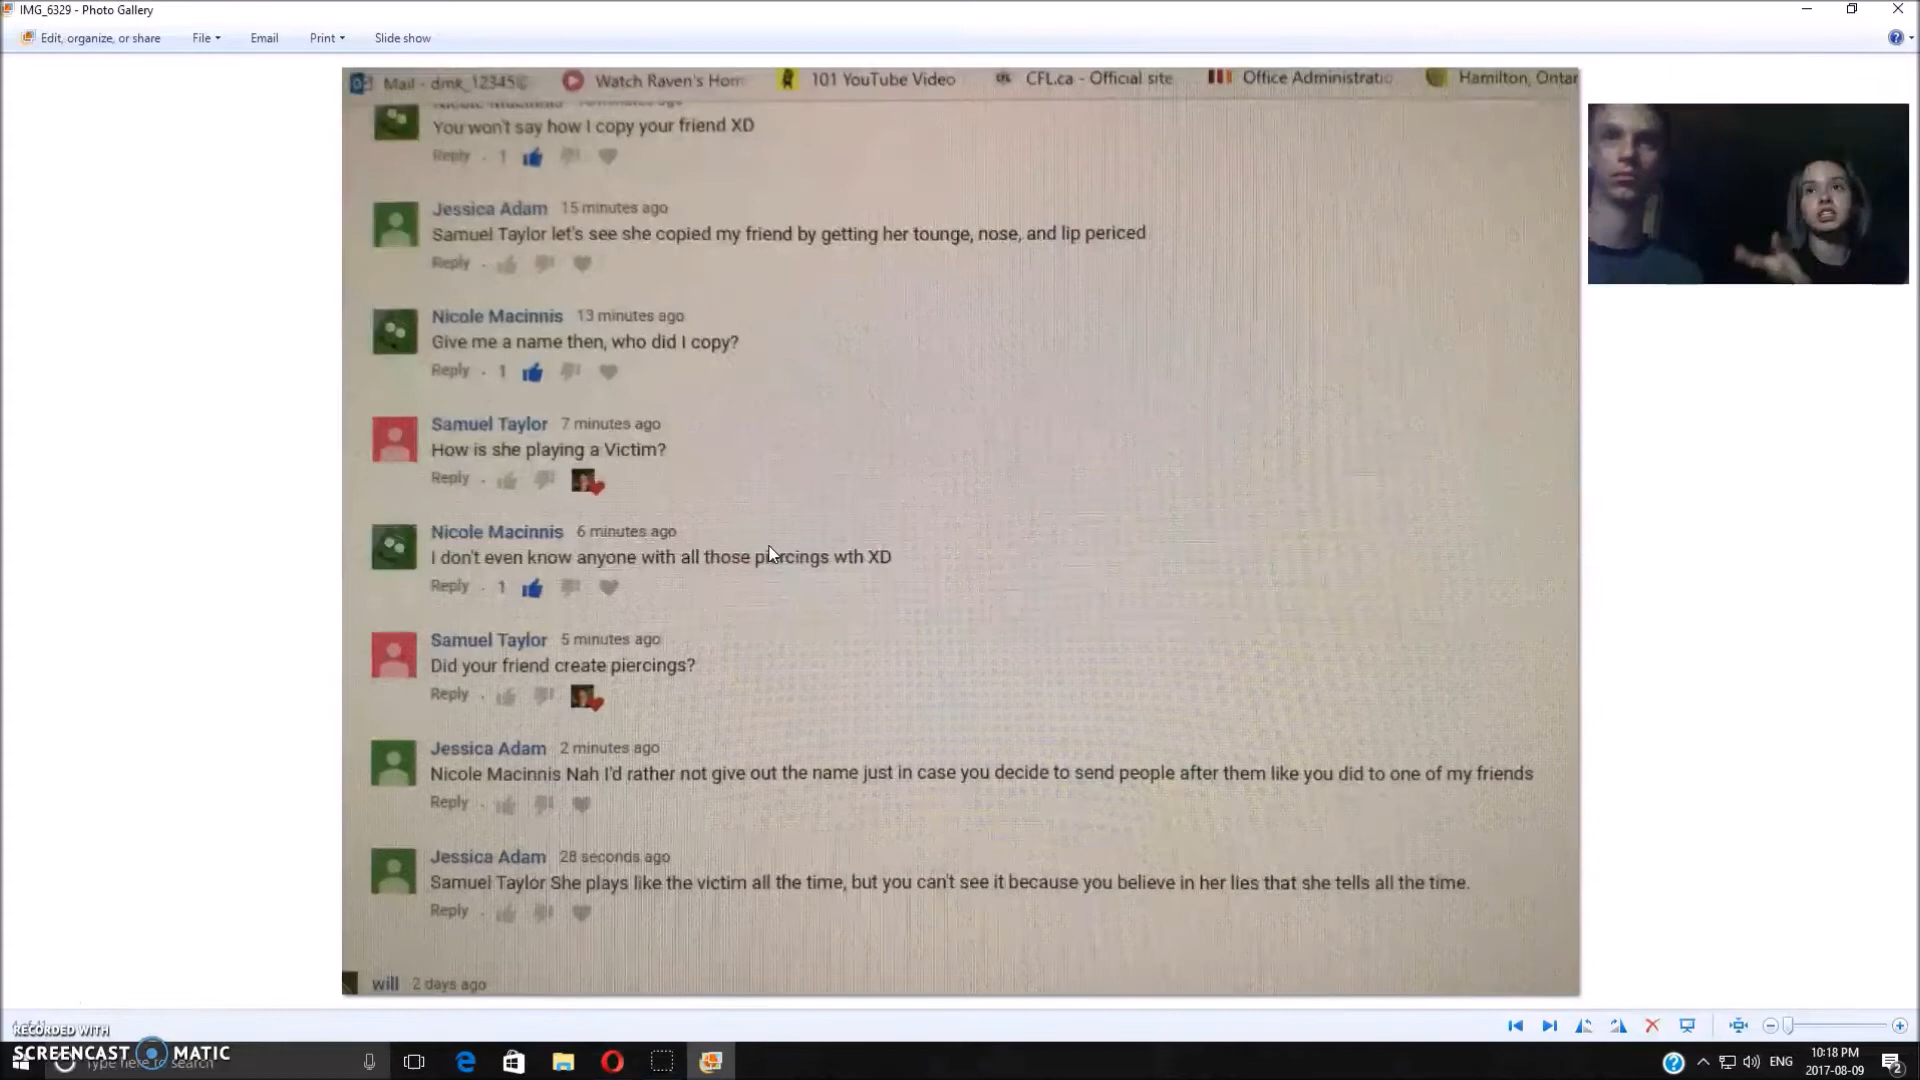 IMG_6329 - Photo Gallery
Edit, organize, or share File Email Print Slide show
Mail - dmk_12345@ Watch Raven's Hom 101 YouTube Video CFL.ca - Official site Office Administratio Hamilton, Ontar
You won't say how I copy your friend XD
Reply · 1
Jessica Adam 15 minutes ago
Samuel Taylor let's see she copied my friend by getting her tounge, nose, and lip periced
Reply ·
Nicole Macinnis 13 minutes ago
Give me a name then, who did I copy?
Reply · 1
Samuel Taylor 7 minutes ago
How is she playing a Victim?
Reply ·
Nicole Macinnis 6 minutes ago
I don't even know anyone with all those piercings wth XD
Reply · 1
Samuel Taylor 5 minutes ago
Did your friend create piercings?
Reply ·
Jessica Adam 2 minutes ago
Nicole Macinnis Nah I'd rather not give out the name just in case you decide to send people after them like you did to one of my friends
Reply ·
Jessica Adam 28 seconds ago
Samuel Taylor She plays like the victim all the time, but you can't see it because you believe in her lies that she tells all the time.
Reply ·
will 2 days ago
RECORDED WITH
SCREENCAST MATIC
Type here to search
ENG
10:18 PM
2017-08-09
2